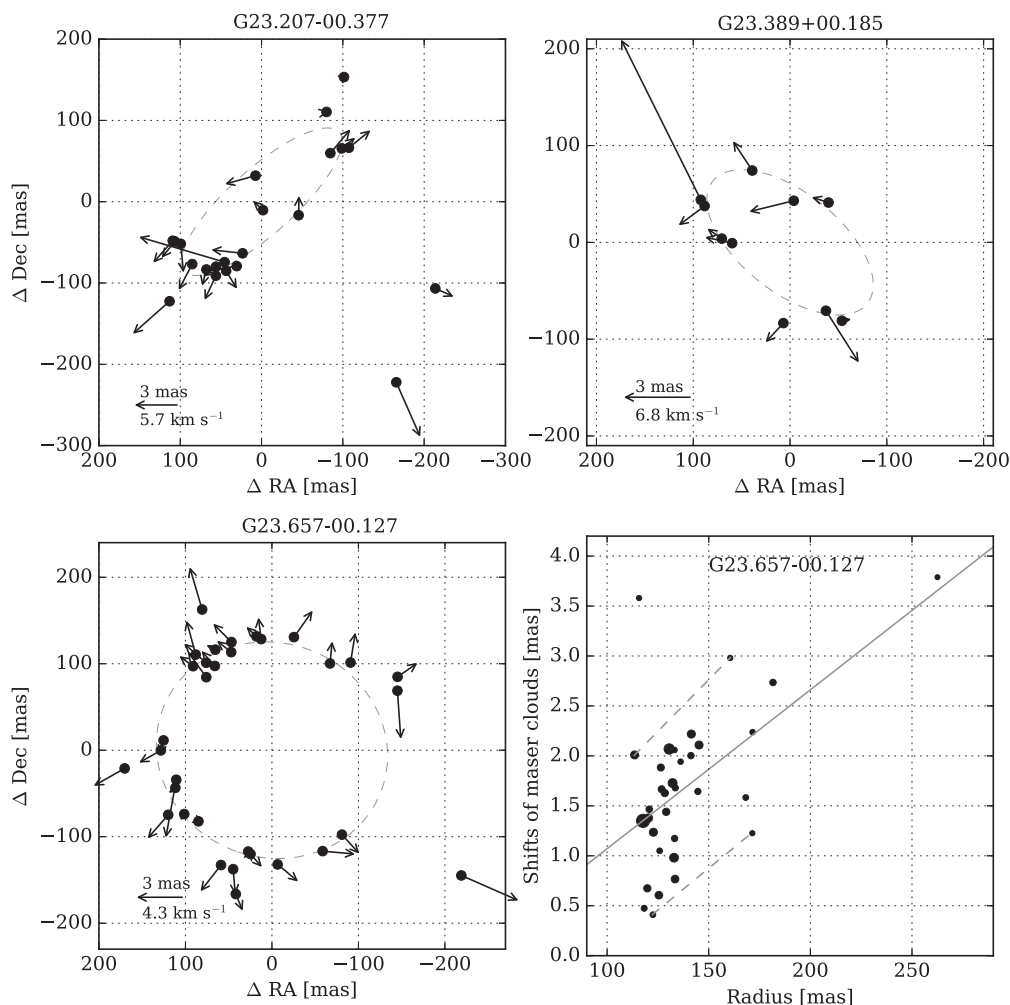 G23.207-00.377
200
100
0
−100
−200
−300
Δ Dec [mas]
3 mas
5.7 km s⁻¹
200 100 0 −100 −200 −300
Δ RA [mas]
G23.389+00.185
200
100
0
−100
−200
3 mas
6.8 km s⁻¹
200 100 0 −100 −200
Δ RA [mas]
G23.657-00.127
200
100
0
−100
−200
Δ Dec [mas]
3 mas
4.3 km s⁻¹
200 100 0 −100 −200
Δ RA [mas]
G23.657-00.127
4.0
3.5
3.0
2.5
2.0
1.5
1.0
0.5
0.0
Shifts of maser clouds [mas]
100 150 200 250
Radius [mas]